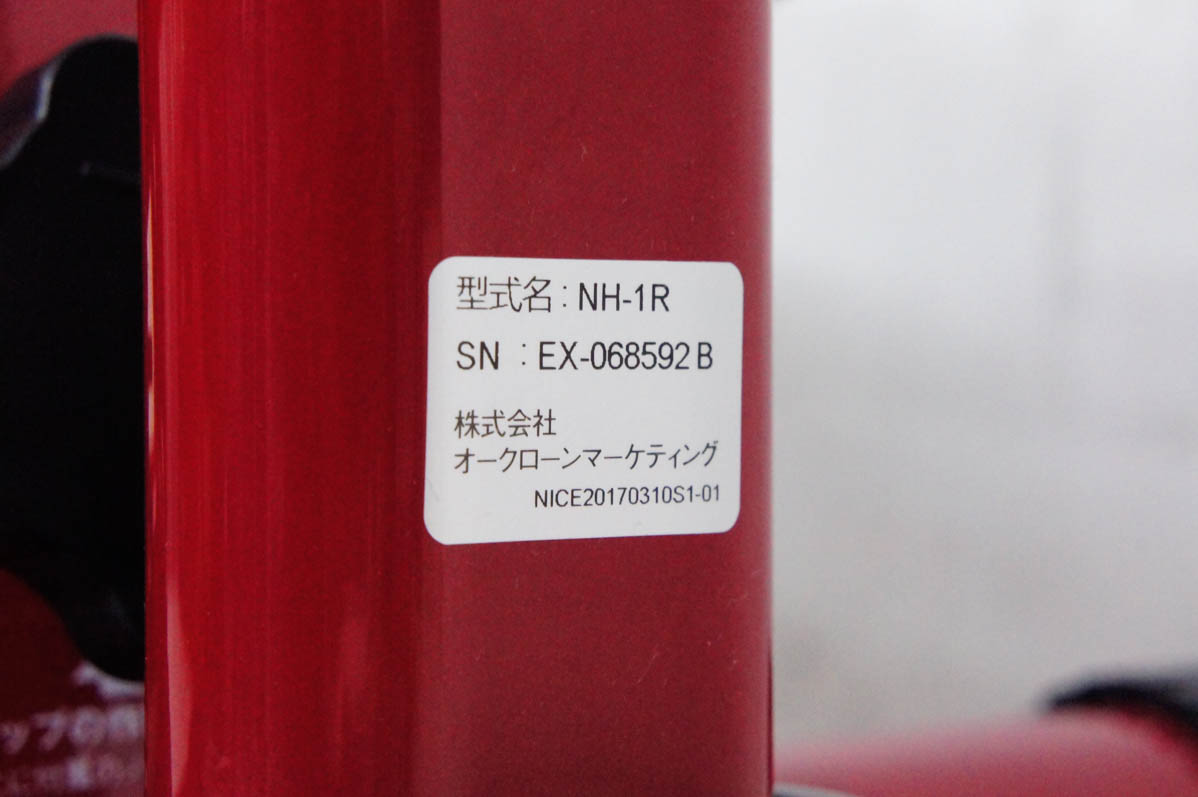 型式名：NH-1R
SN ：EX-068592 B
株式会社
オークローンマーケティング
NICE20170310S1-01